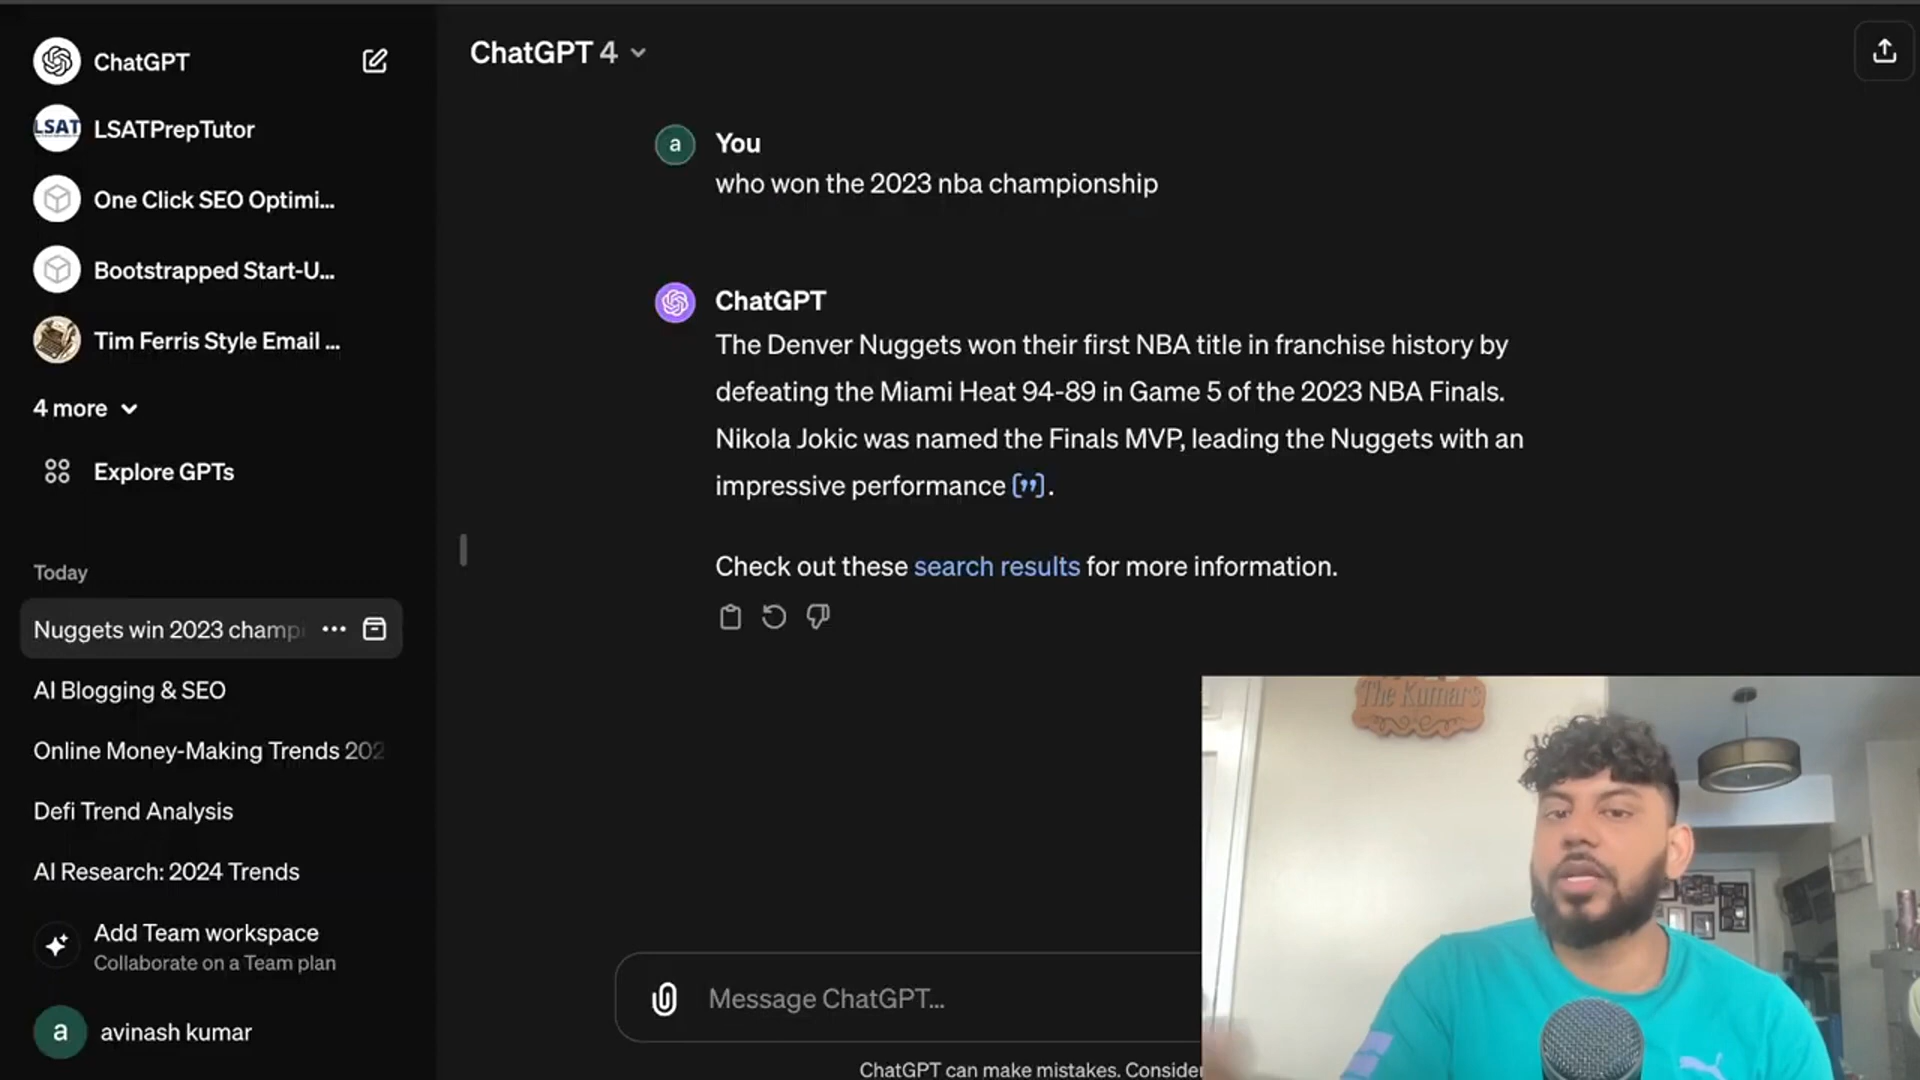 ChatGPT
LSAT
LSATPrepTutor
One Click SEO Optimi...
Bootstrapped Start-U...
Tim Ferris Style Email ...
4 more
Explore GPTs
Today
Nuggets win 2023 champi
AI Blogging & SEO
Online Money-Making Trends 202
Defi Trend Analysis
AI Research: 2024 Trends
Add Team workspace
Collaborate on a Team plan
a
avinash kumar
ChatGPT 4
a
You
who won the 2023 nba championship
ChatGPT
The Denver Nuggets won their first NBA title in franchise history by
defeating the Miami Heat 94-89 in Game 5 of the 2023 NBA Finals.
Nikola Jokic was named the Finals MVP, leading the Nuggets with an
impressive performance ["].
Check out these search results for more information.
Message ChatGPT...
ChatGPT can make mistakes. Consider
The Kumars